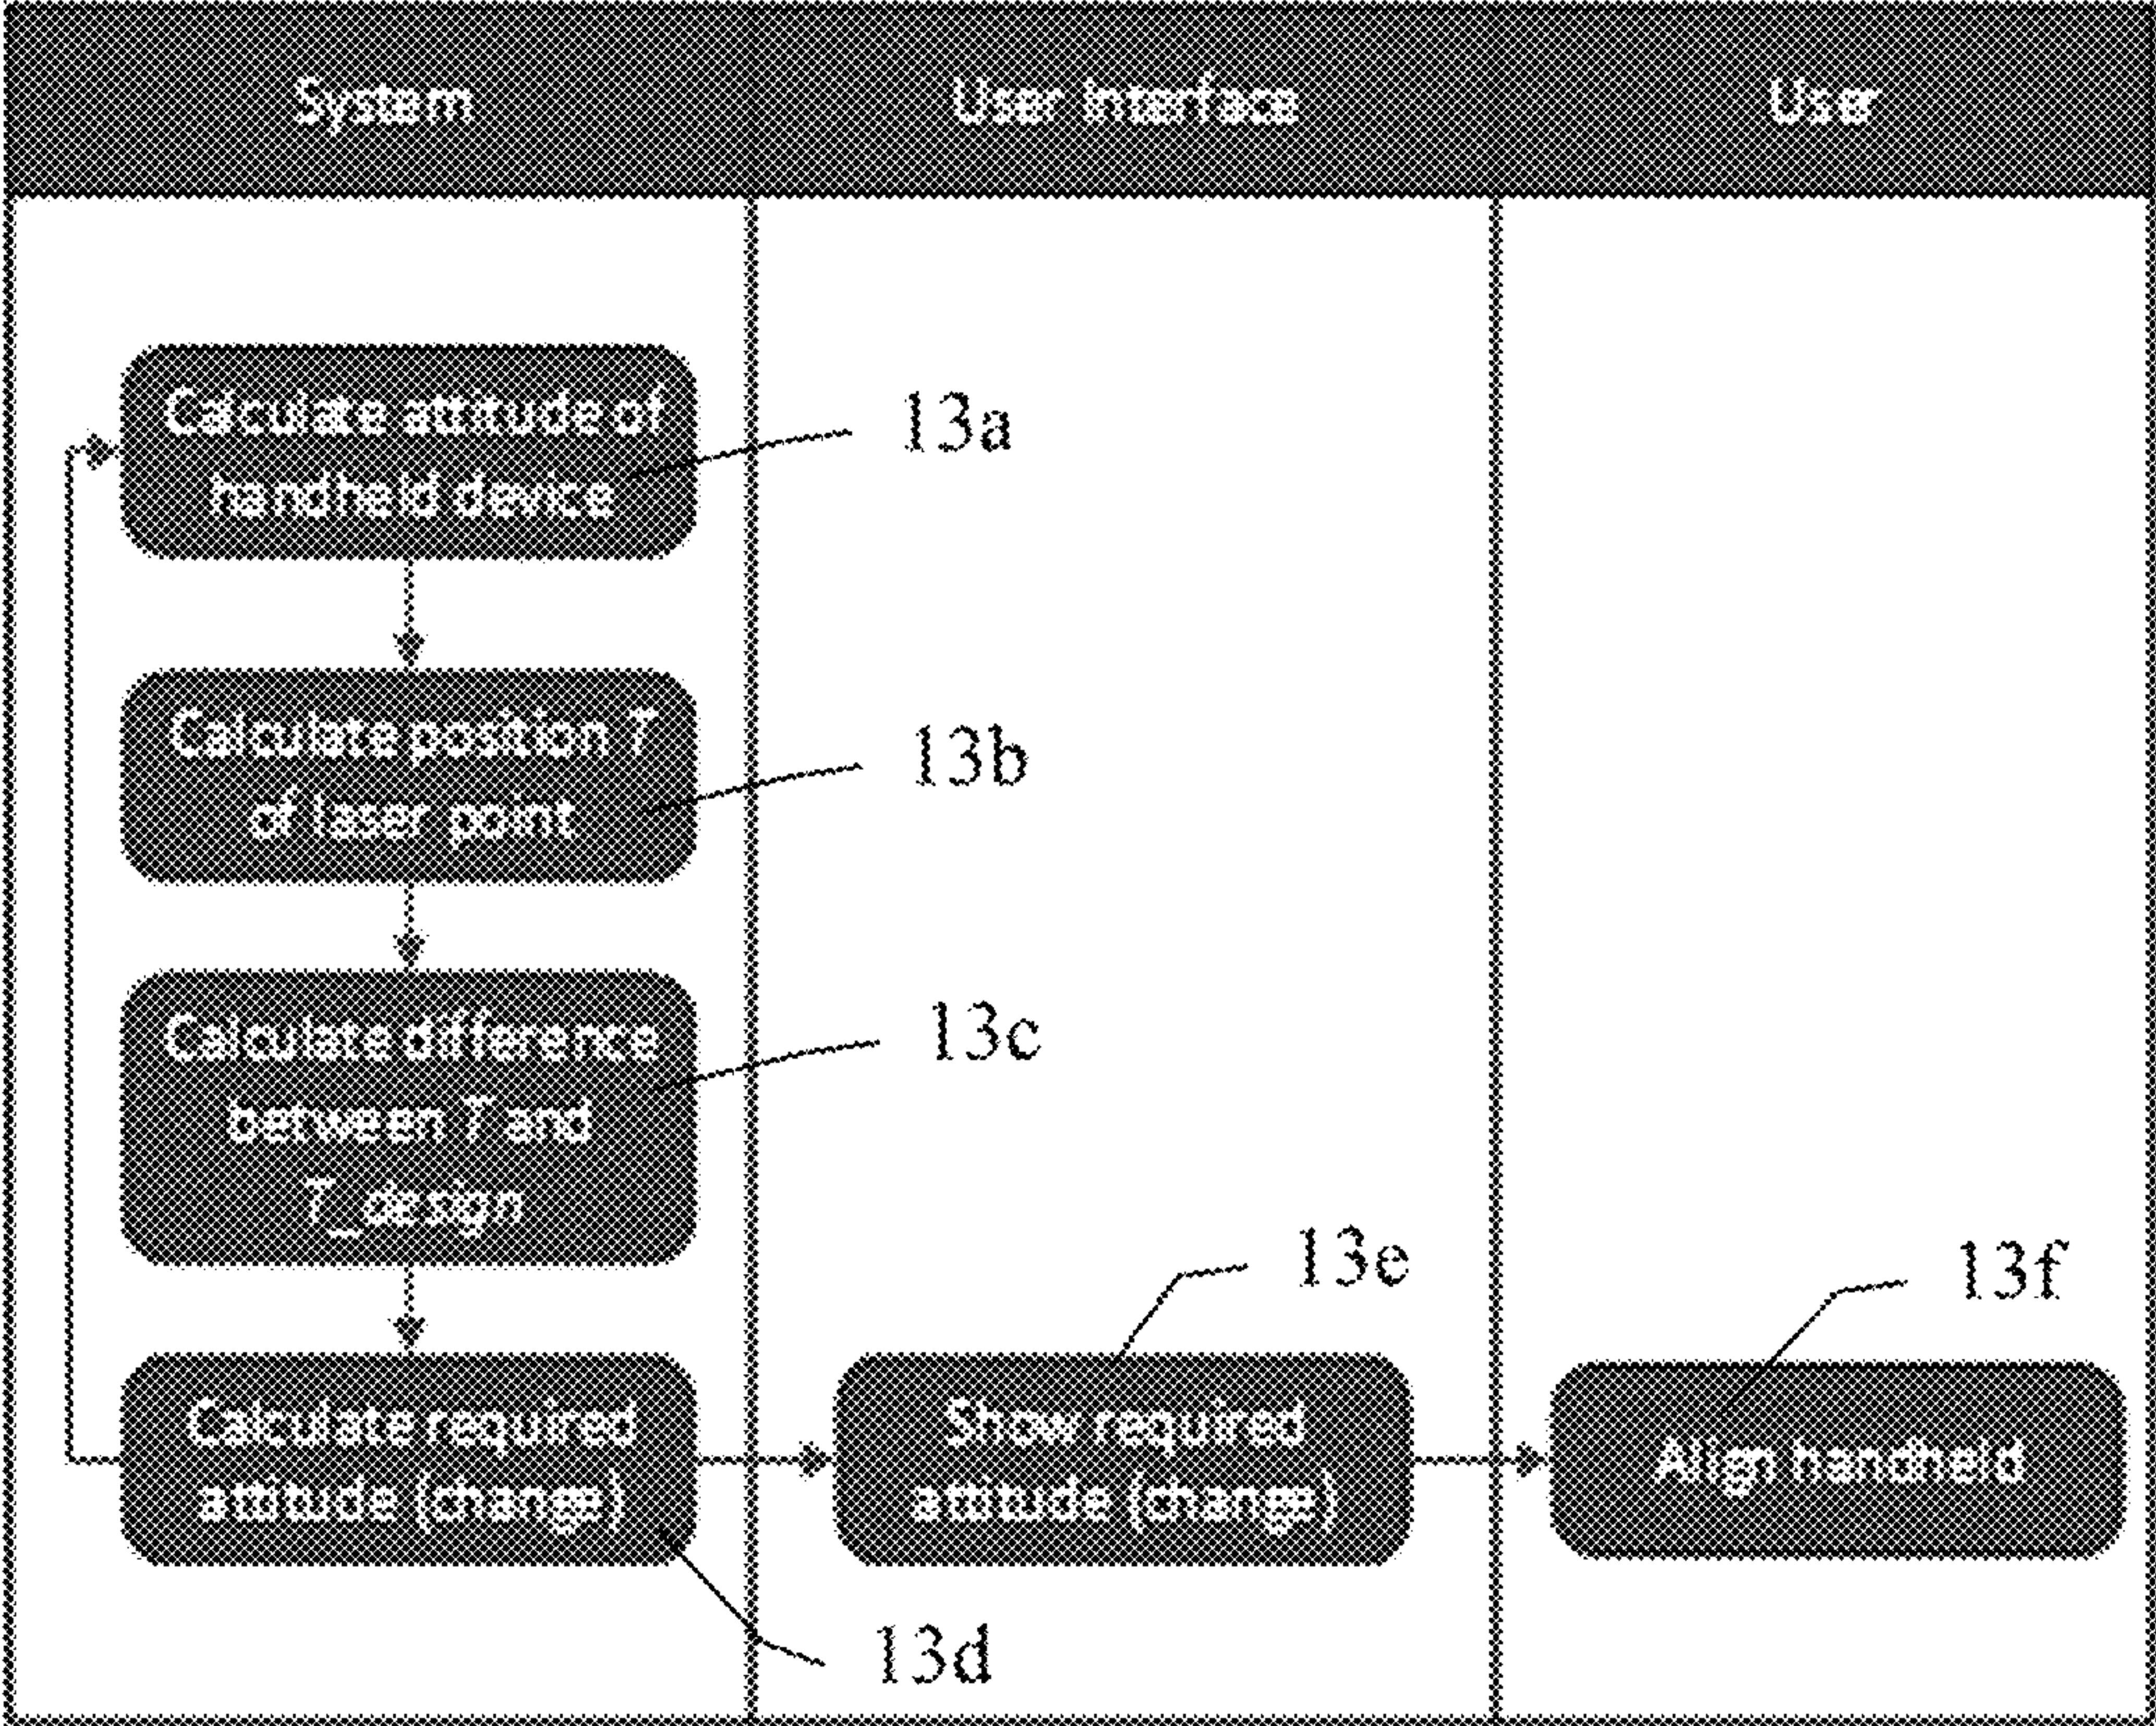 System
User Interface
User
Calculate attitude of
handheld device
13a
Calculate position T
of laser point
13b
Calculate difference
between T and
T_design
13c
Calculate required
attitude (change)
13d
Show required
attitude (change)
13e
Align handheld
13f